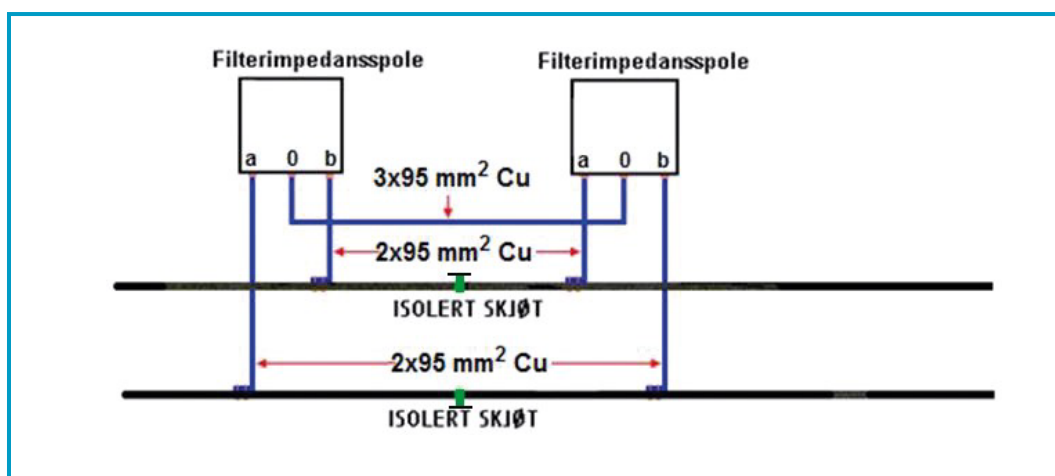 Filterimpedansspole
Filterimpedansspole
a 0 b
a 0 b
3x95 mm² Cu
2x95 mm² Cu
ISOLERT SKJØT
2x95 mm² Cu
ISOLERT SKJØT